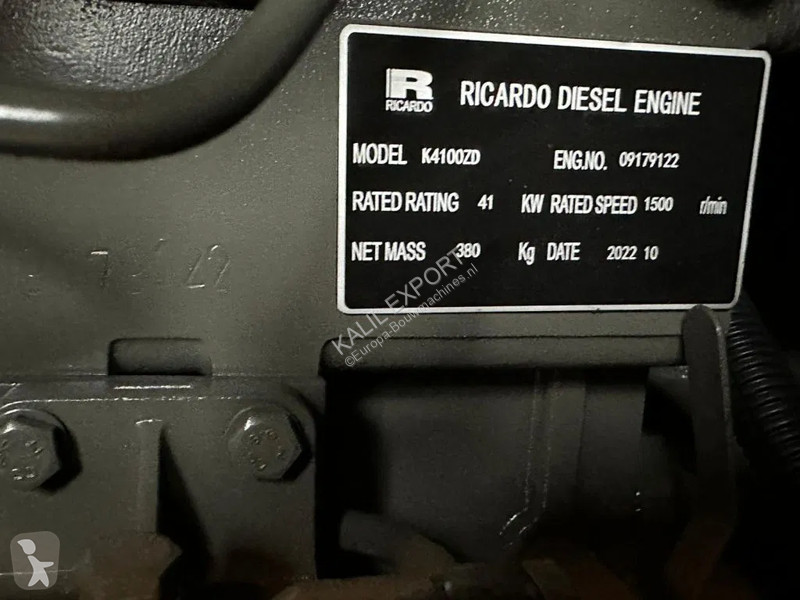 R RICARDO DIESEL ENGINE
RICARDO
MODEL K4100ZD ENG.NO. 09179122
RATED RATING 41 KW RATED SPEED 1500 r/min
NET MASS 380 Kg DATE 2022 10
KALIL EXPORT
©Europa-Bouwmachines.nl